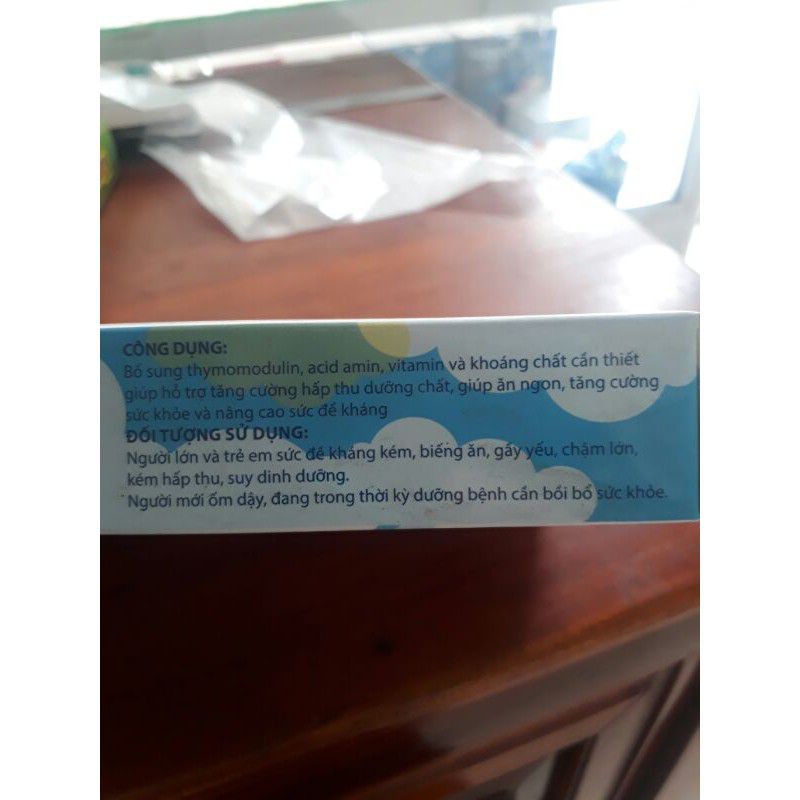 CÔNG DỤNG:
Bổ sung thymomodulin, acid amin, vitamin và khoáng chất cần thiết
giúp hỗ trợ tăng cường hấp thu dưỡng chất, giúp ăn ngon, tăng cường
sức khỏe và nâng cao sức đề kháng
ĐỐI TƯỢNG SỬ DỤNG:
Người lớn và trẻ em sức đề kháng kém, biếng ăn, gầy yếu, chậm lớn,
kém hấp thu, suy dinh dưỡng.
Người mới ốm dậy, đang trong thời kỳ dưỡng bệnh cần bồi bổ sức khỏe.